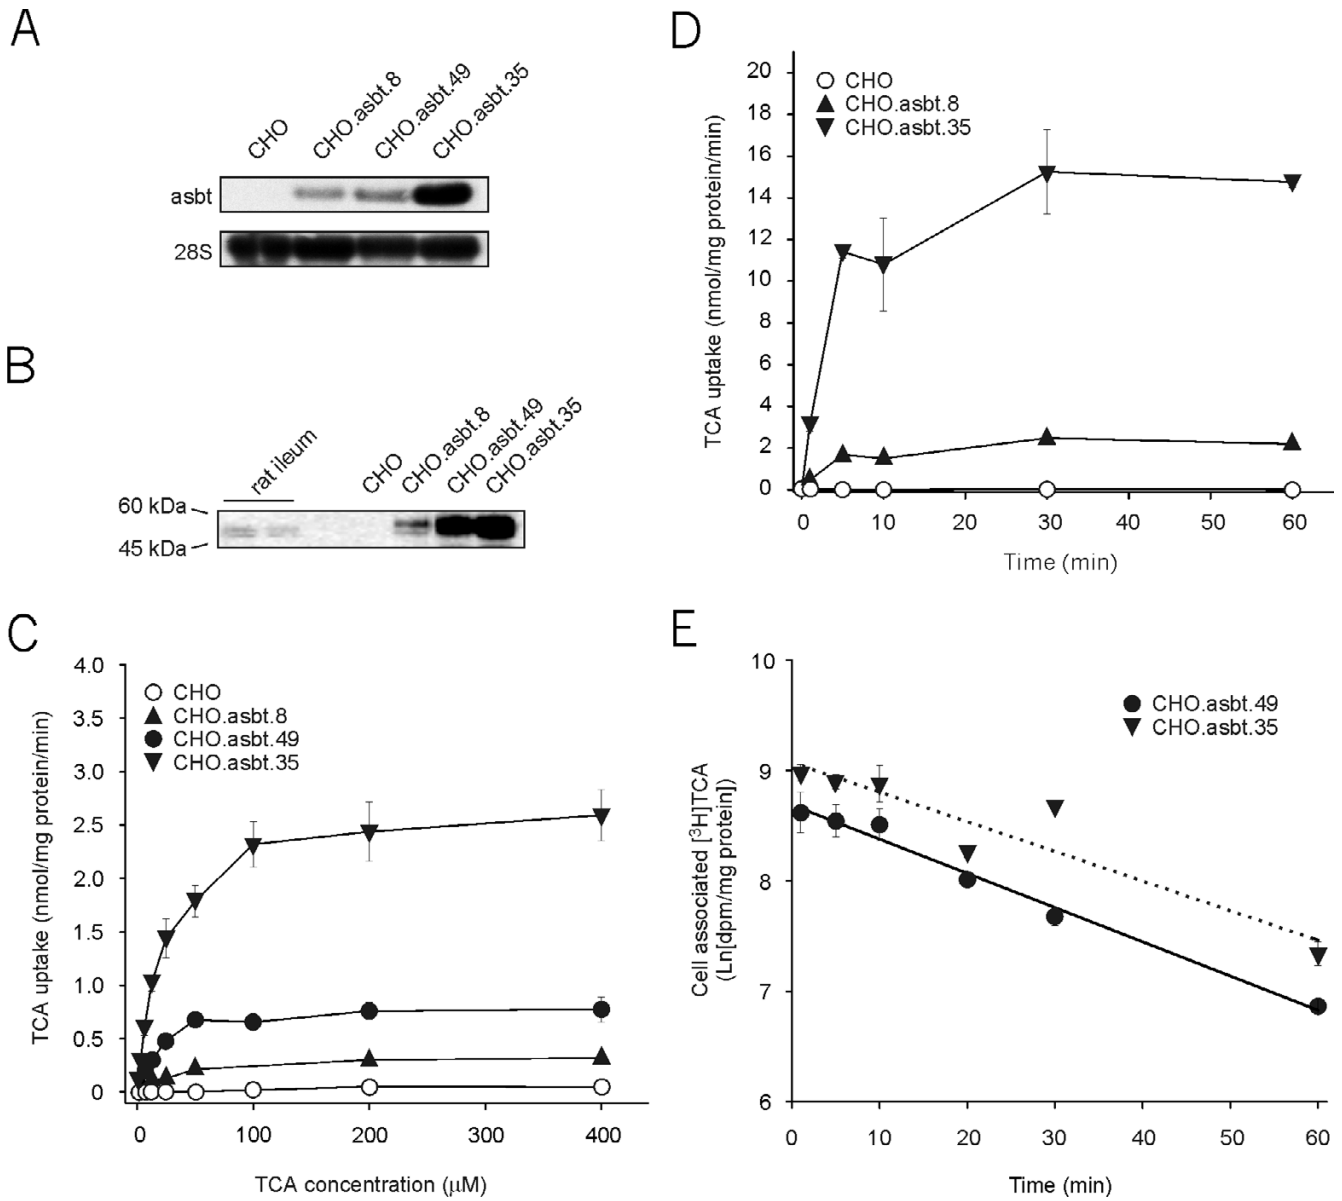 A
CHO
CHO.asbt.8
CHO.asbt.49
CHO.asbt.35
asbt
28S
B
rat ileum
CHO
CHO.asbt.8
CHO.asbt.49
CHO.asbt.35
60 kDa
45 kDa
C
4.0
3.5
3.0
2.5
2.0
1.5
1.0
0.5
0
TCA uptake (nmol/mg protein/min)
CHO
CHO.asbt.8
CHO.asbt.49
CHO.asbt.35
0 100 200 300 400
TCA concentration (μM)
D
20
18
16
14
12
10
8
6
4
2
0
TCA uptake (nmol/mg protein/min)
CHO
CHO.asbt.8
CHO.asbt.35
0 10 20 30 40 50 60
Time (min)
E
10
9
8
7
6
Cell associated [³H]TCA
(Ln[dpm/mg protein])
CHO.asbt.49
CHO.asbt.35
0 10 20 30 40 50 60
Time (min)